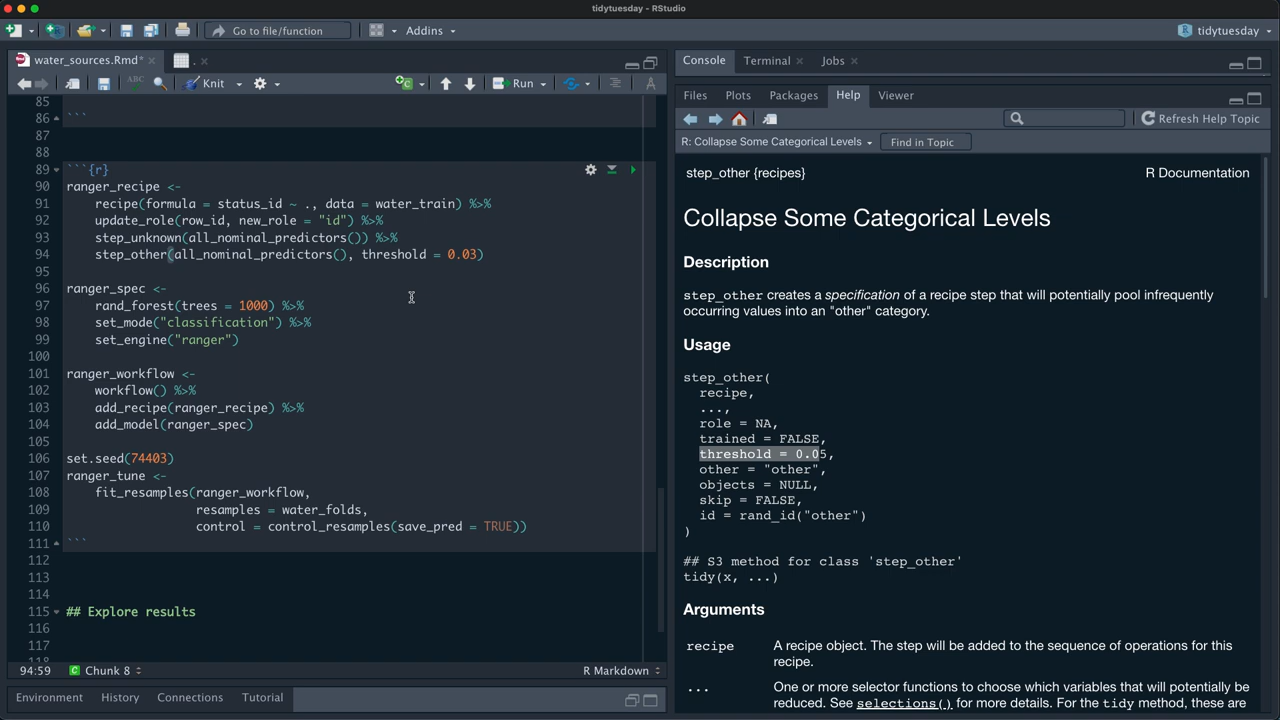 tidytuesday - RStudio
Go to file/function
Addins
tidytuesday
water_sources.Rmd*
.
ABC
Knit
Run
85
86 ```
87
88
89 ```{r}
90 ranger_recipe <-
91 recipe(formula = status_id ~ ., data = water_train) %>%
92 update_role(row_id, new_role = "id") %>%
93 step_unknown(all_nominal_predictors()) %>%
94 step_other(all_nominal_predictors(), threshold = 0.03)
95
96 ranger_spec <-
97 rand_forest(trees = 1000) %>%
98 set_mode("classification") %>%
99 set_engine("ranger")
100
101 ranger_workflow <-
102 workflow() %>%
103 add_recipe(ranger_recipe) %>%
104 add_model(ranger_spec)
105
106 set.seed(74403)
107 ranger_tune <-
108 fit_resamples(ranger_workflow,
109 resamples = water_folds,
110 control = control_resamples(save_pred = TRUE))
111 ```
112
113
114
115 ## Explore results
116
117
118
94:59 C Chunk 8 R Markdown
Environment History Connections Tutorial
Console Terminal Jobs
Files Plots Packages Help Viewer
Refresh Help Topic
R: Collapse Some Categorical Levels Find in Topic
step_other {recipes} R Documentation
Collapse Some Categorical Levels
Description
step_other creates a specification of a recipe step that will potentially pool infrequently
occurring values into an "other" category.
Usage
step_other(
recipe,
...,
role = NA,
trained = FALSE,
threshold = 0.05,
other = "other",
objects = NULL,
skip = FALSE,
id = rand_id("other")
)
## S3 method for class 'step_other'
tidy(x, ...)
Arguments
recipe A recipe object. The step will be added to the sequence of operations for this
recipe.
... One or more selector functions to choose which variables that will potentially be
reduced. See selections() for more details. For the tidy method, these are